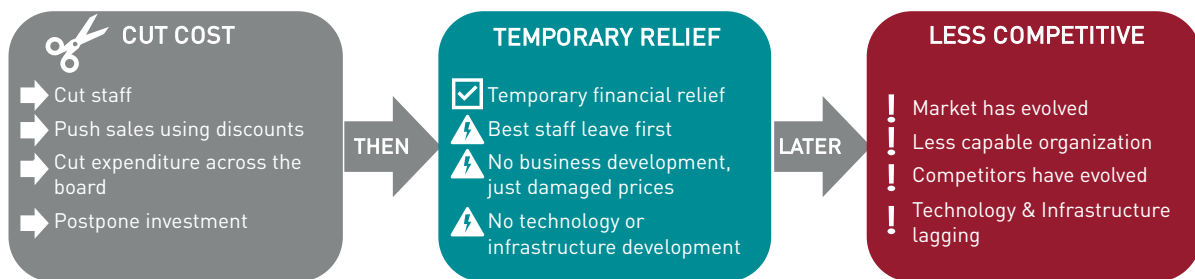 CUT COST
Cut staff
Push sales using discounts
Cut expenditure across the
board
Postpone investment
THEN
TEMPORARY RELIEF
Temporary financial relief
Best staff leave first
No business development,
just damaged prices
No technology or
infrastructure development
LATER
LESS COMPETITIVE
Market has evolved
Less capable organization
Competitors have evolved
Technology & Infrastructure
lagging